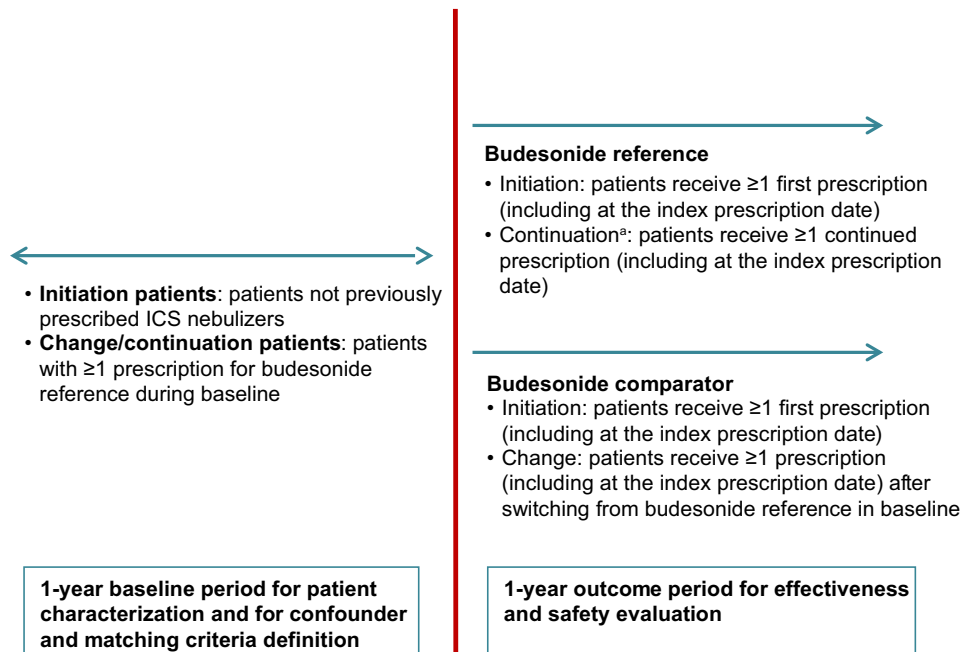 • Initiation patients: patients not previously
prescribed ICS nebulizers
• Change/continuation patients: patients
with ≥1 prescription for budesonide
reference during baseline
1-year baseline period for patient
characterization and for confounder
and matching criteria definition
Budesonide reference
• Initiation: patients receive ≥1 first prescription
(including at the index prescription date)
• Continuationᵃ: patients receive ≥1 continued
prescription (including at the index prescription
date)
Budesonide comparator
• Initiation: patients receive ≥1 first prescription
(including at the index prescription date)
• Change: patients receive ≥1 prescription
(including at the index prescription date) after
switching from budesonide reference in baseline
1-year outcome period for effectiveness
and safety evaluation